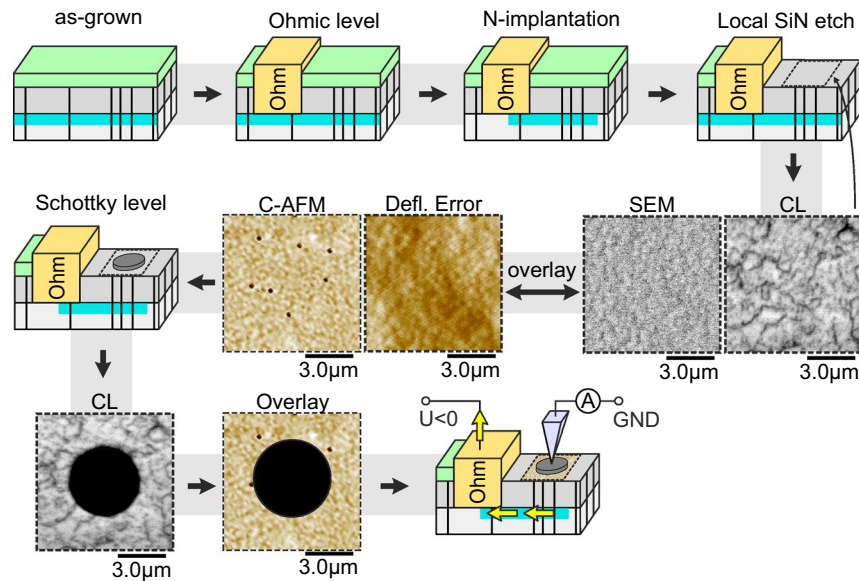 as-grown
Ohmic level
N-implantation
Local SiN etch
Ohm
Ohm
Ohm
Schottky level
C-AFM
Defl. Error
SEM
CL
Ohm
overlay
3.0µm
3.0µm
3.0µm
3.0µm
CL
Overlay
U<0
A
GND
Ohm
3.0µm
3.0µm